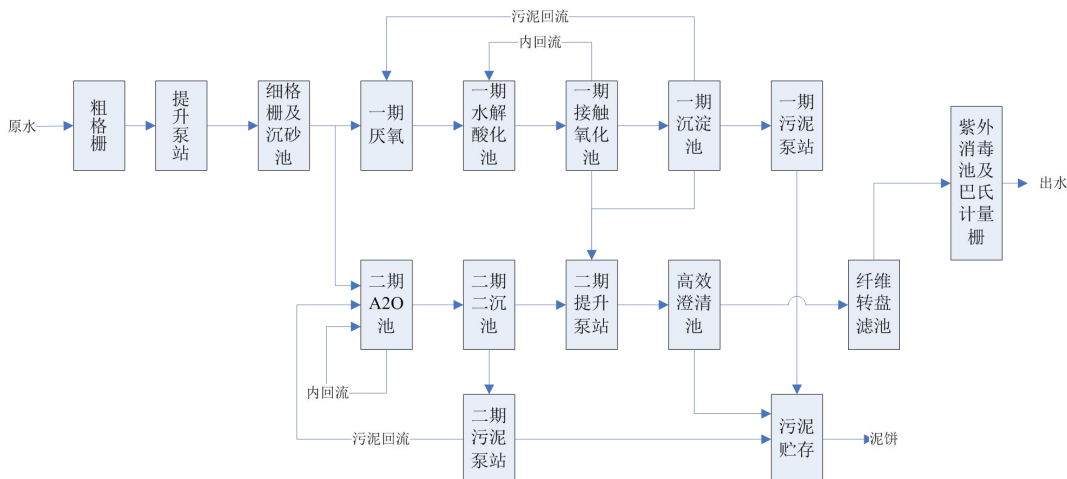 污泥回流
内回流
原水
粗格栅
提升泵站
细格
栅及
沉砂
池
一期
厌氧
一期
水解
酸化
池
一期
接触
氧化
池
一期
沉淀
池
一期
污泥
泵站
紫外
消毒
池及
巴氏
计量
栅
出水
二期
A2O
池
二期
二沉
池
二期
提升
泵站
高效
澄清
池
纤维
转盘
滤池
内回流
污泥回流
二期
污泥
泵站
污泥
贮存
泥饼